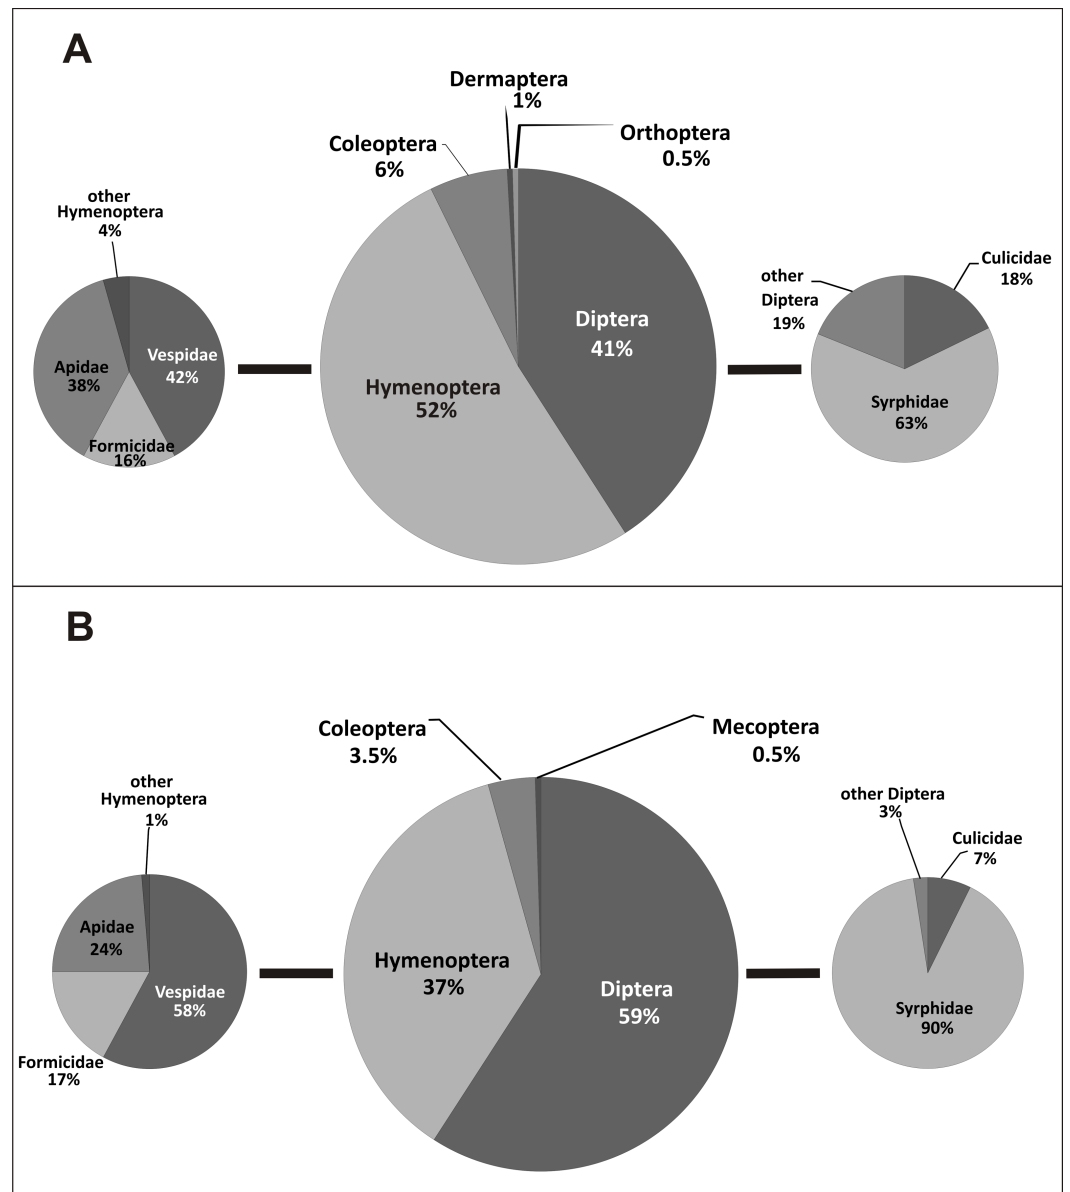 A
Dermaptera
1%
Orthoptera
0.5%
Coleoptera
6%
other
Hymenoptera
4%
Vespidae
42%
Apidae
38%
Formicidae
16%
Diptera
41%
Hymenoptera
52%
other
Diptera
19%
Culicidae
18%
Syrphidae
63%
B
Coleoptera
3.5%
Mecoptera
0.5%
other
Hymenoptera
1%
Apidae
24%
Vespidae
58%
Formicidae
17%
Hymenoptera
37%
Diptera
59%
other Diptera
3%
Culicidae
7%
Syrphidae
90%